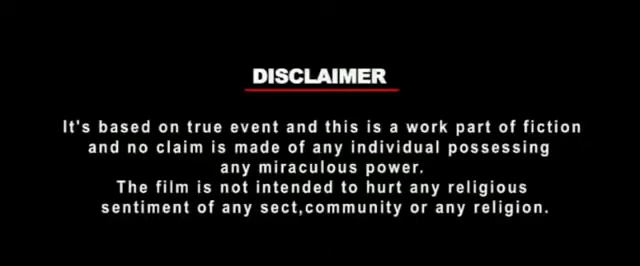 DISCLAIMER
It's based on true event and this is a work part of fiction
and no claim is made of any individual possessing
any miraculous power.
The film is not intended to hurt any religious
sentiment of any sect,community or any religion.